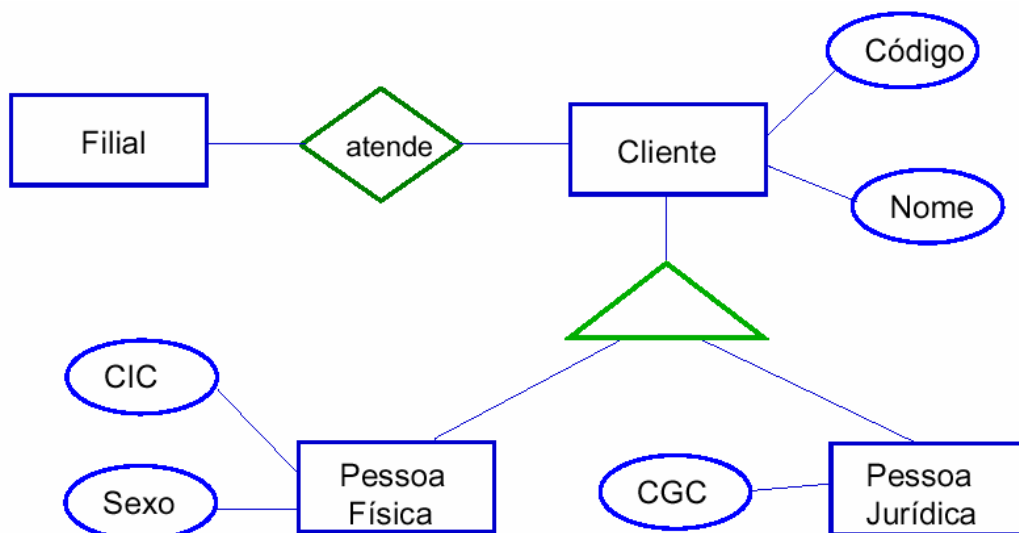 Código
Filial
atende
Cliente
Nome
CIC
Sexo
Pessoa
Física
CGC
Pessoa
Jurídica